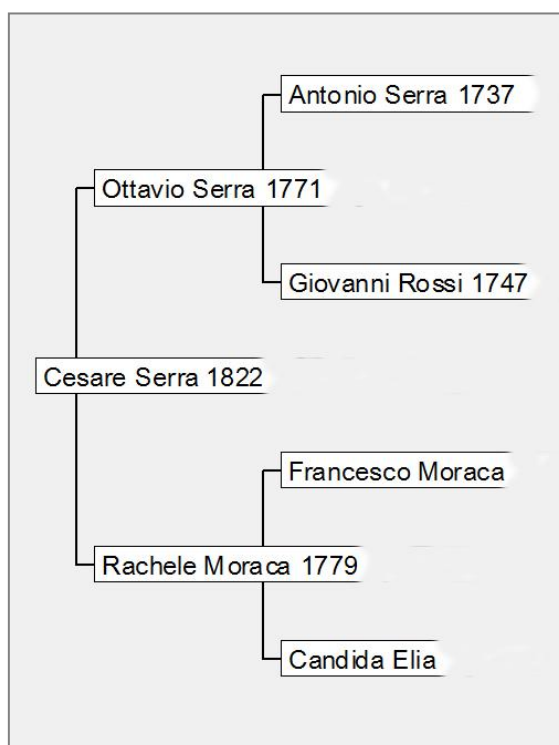 Antonio Serra 1737
Ottavio Serra 1771
Giovanni Rossi 1747
Cesare Serra 1822
Francesco Moraca
Rachele Moraca 1779
Candida Elia